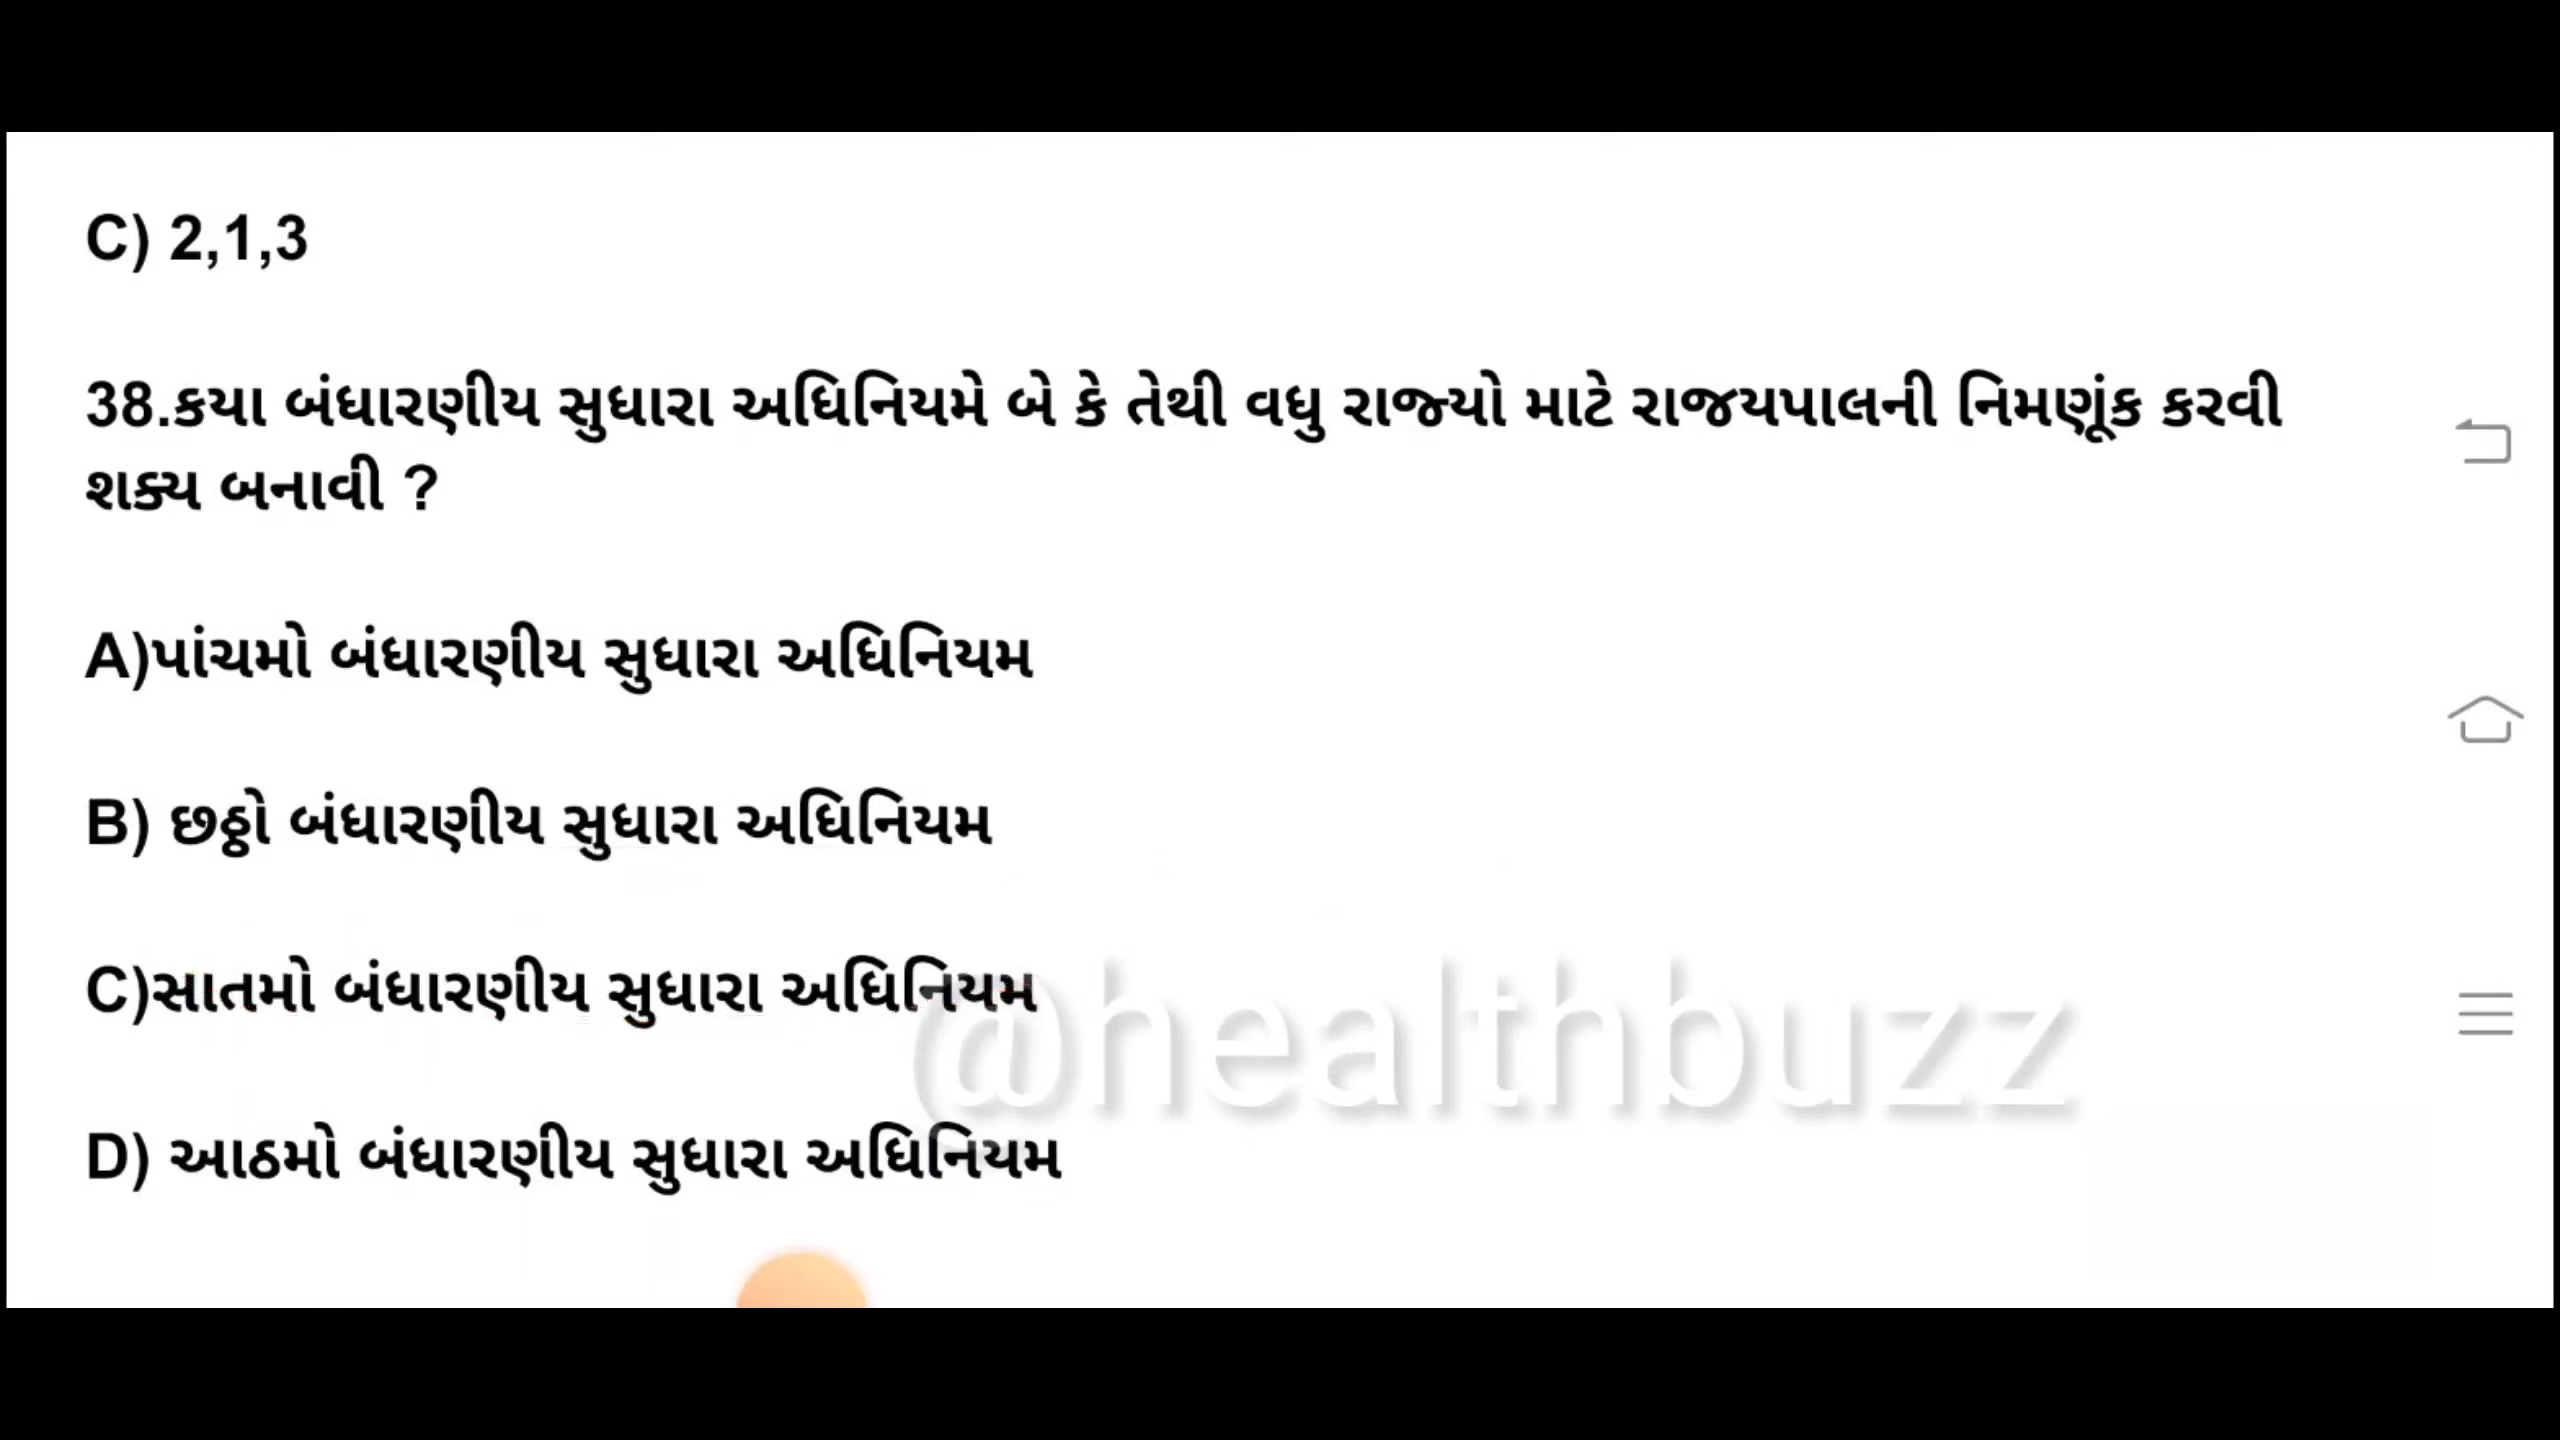 C) 2,1,3
38.કયા બંધારણીય સુધારા અધિનિયમે બે કે તેથી વધુ રાજ્યો માટે રાજયપાલની નિમણૂંક કરવી
શક્ય બનાવી ?
A)પાંચમો બંધારણીય સુધારા અધિનિયમ
B) છઠ્ઠો બંધારણીય સુધારા અધિનિયમ
C)સાતમો બંધારણીય સુધારા અધિનિયમ
@healthbuzz
D) આઠમો બંધારણીય સુધારા અધિનિયમ